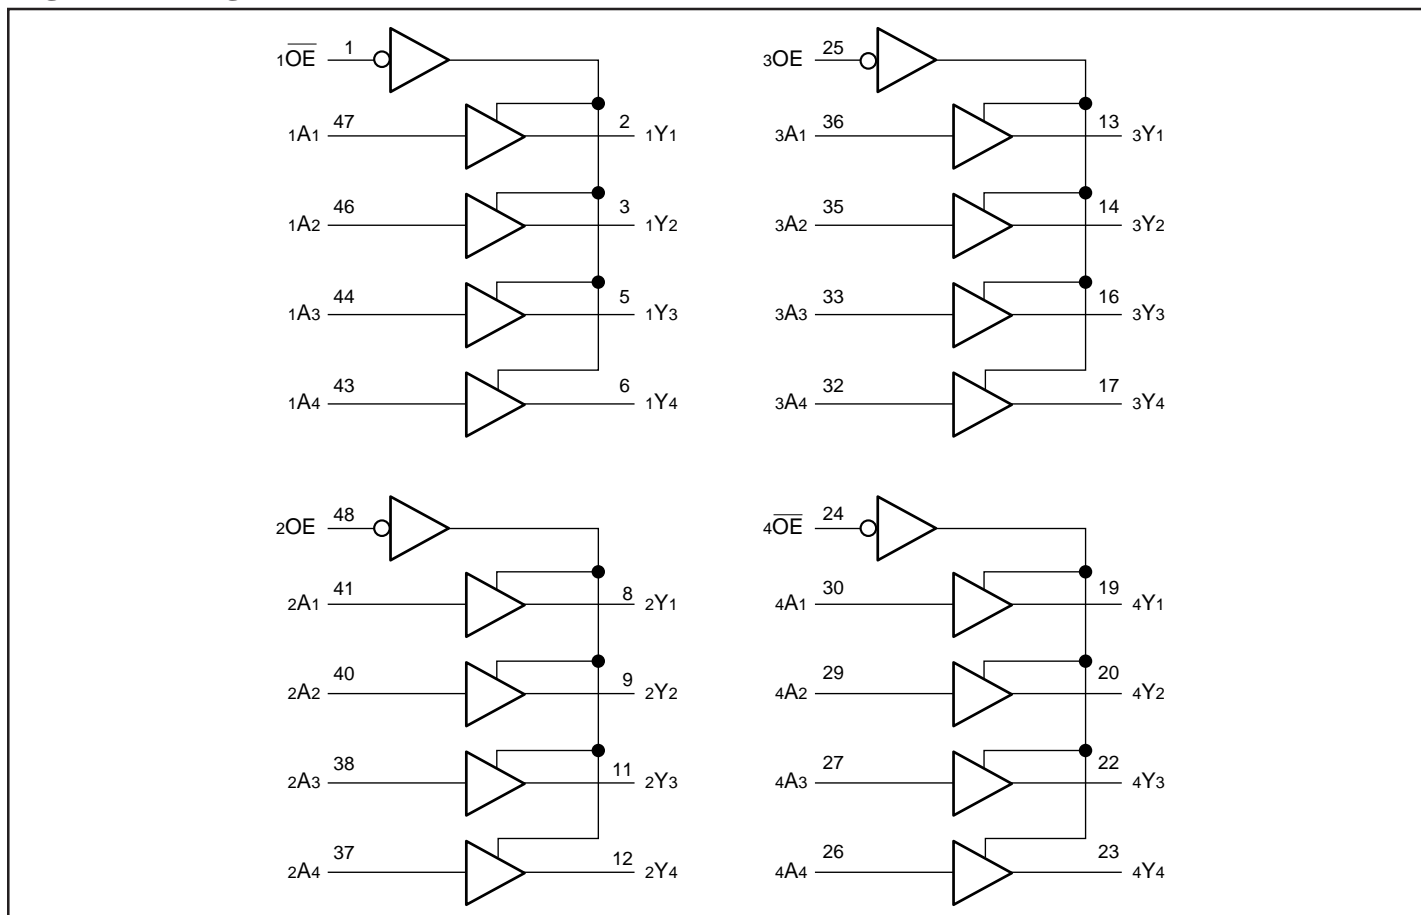 1O̅E̅ 1
1A1 47 2 1Y1
1A2 46 3 1Y2
1A3 44 5 1Y3
1A4 43 6 1Y4
3OE 25
3A1 36 13 3Y1
3A2 35 14 3Y2
3A3 33 16 3Y3
3A4 32 17 3Y4
2OE 48
2A1 41 8 2Y1
2A2 40 9 2Y2
2A3 38 11 2Y3
2A4 37 12 2Y4
4O̅E̅ 24
4A1 30 19 4Y1
4A2 29 20 4Y2
4A3 27 22 4Y3
4A4 26 23 4Y4